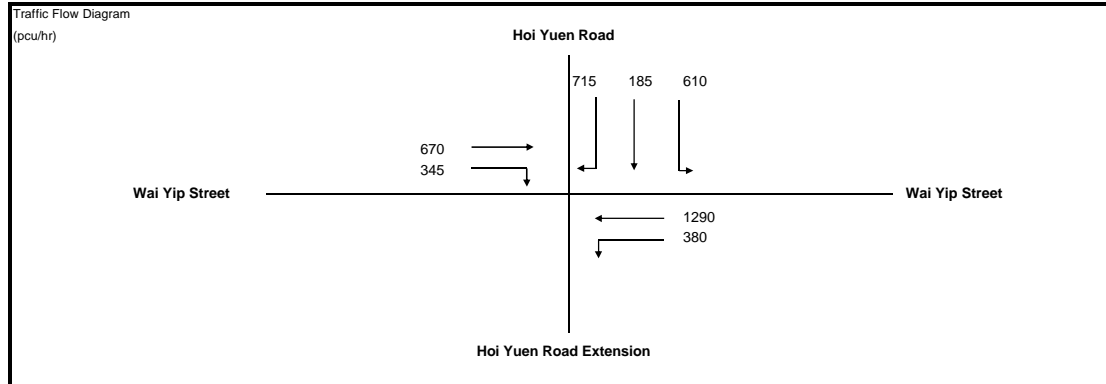 Traffic Flow Diagram
(pcu/hr)
Hoi Yuen Road
715 185 610
670
345
Wai Yip Street Wai Yip Street
1290
380
Hoi Yuen Road Extension